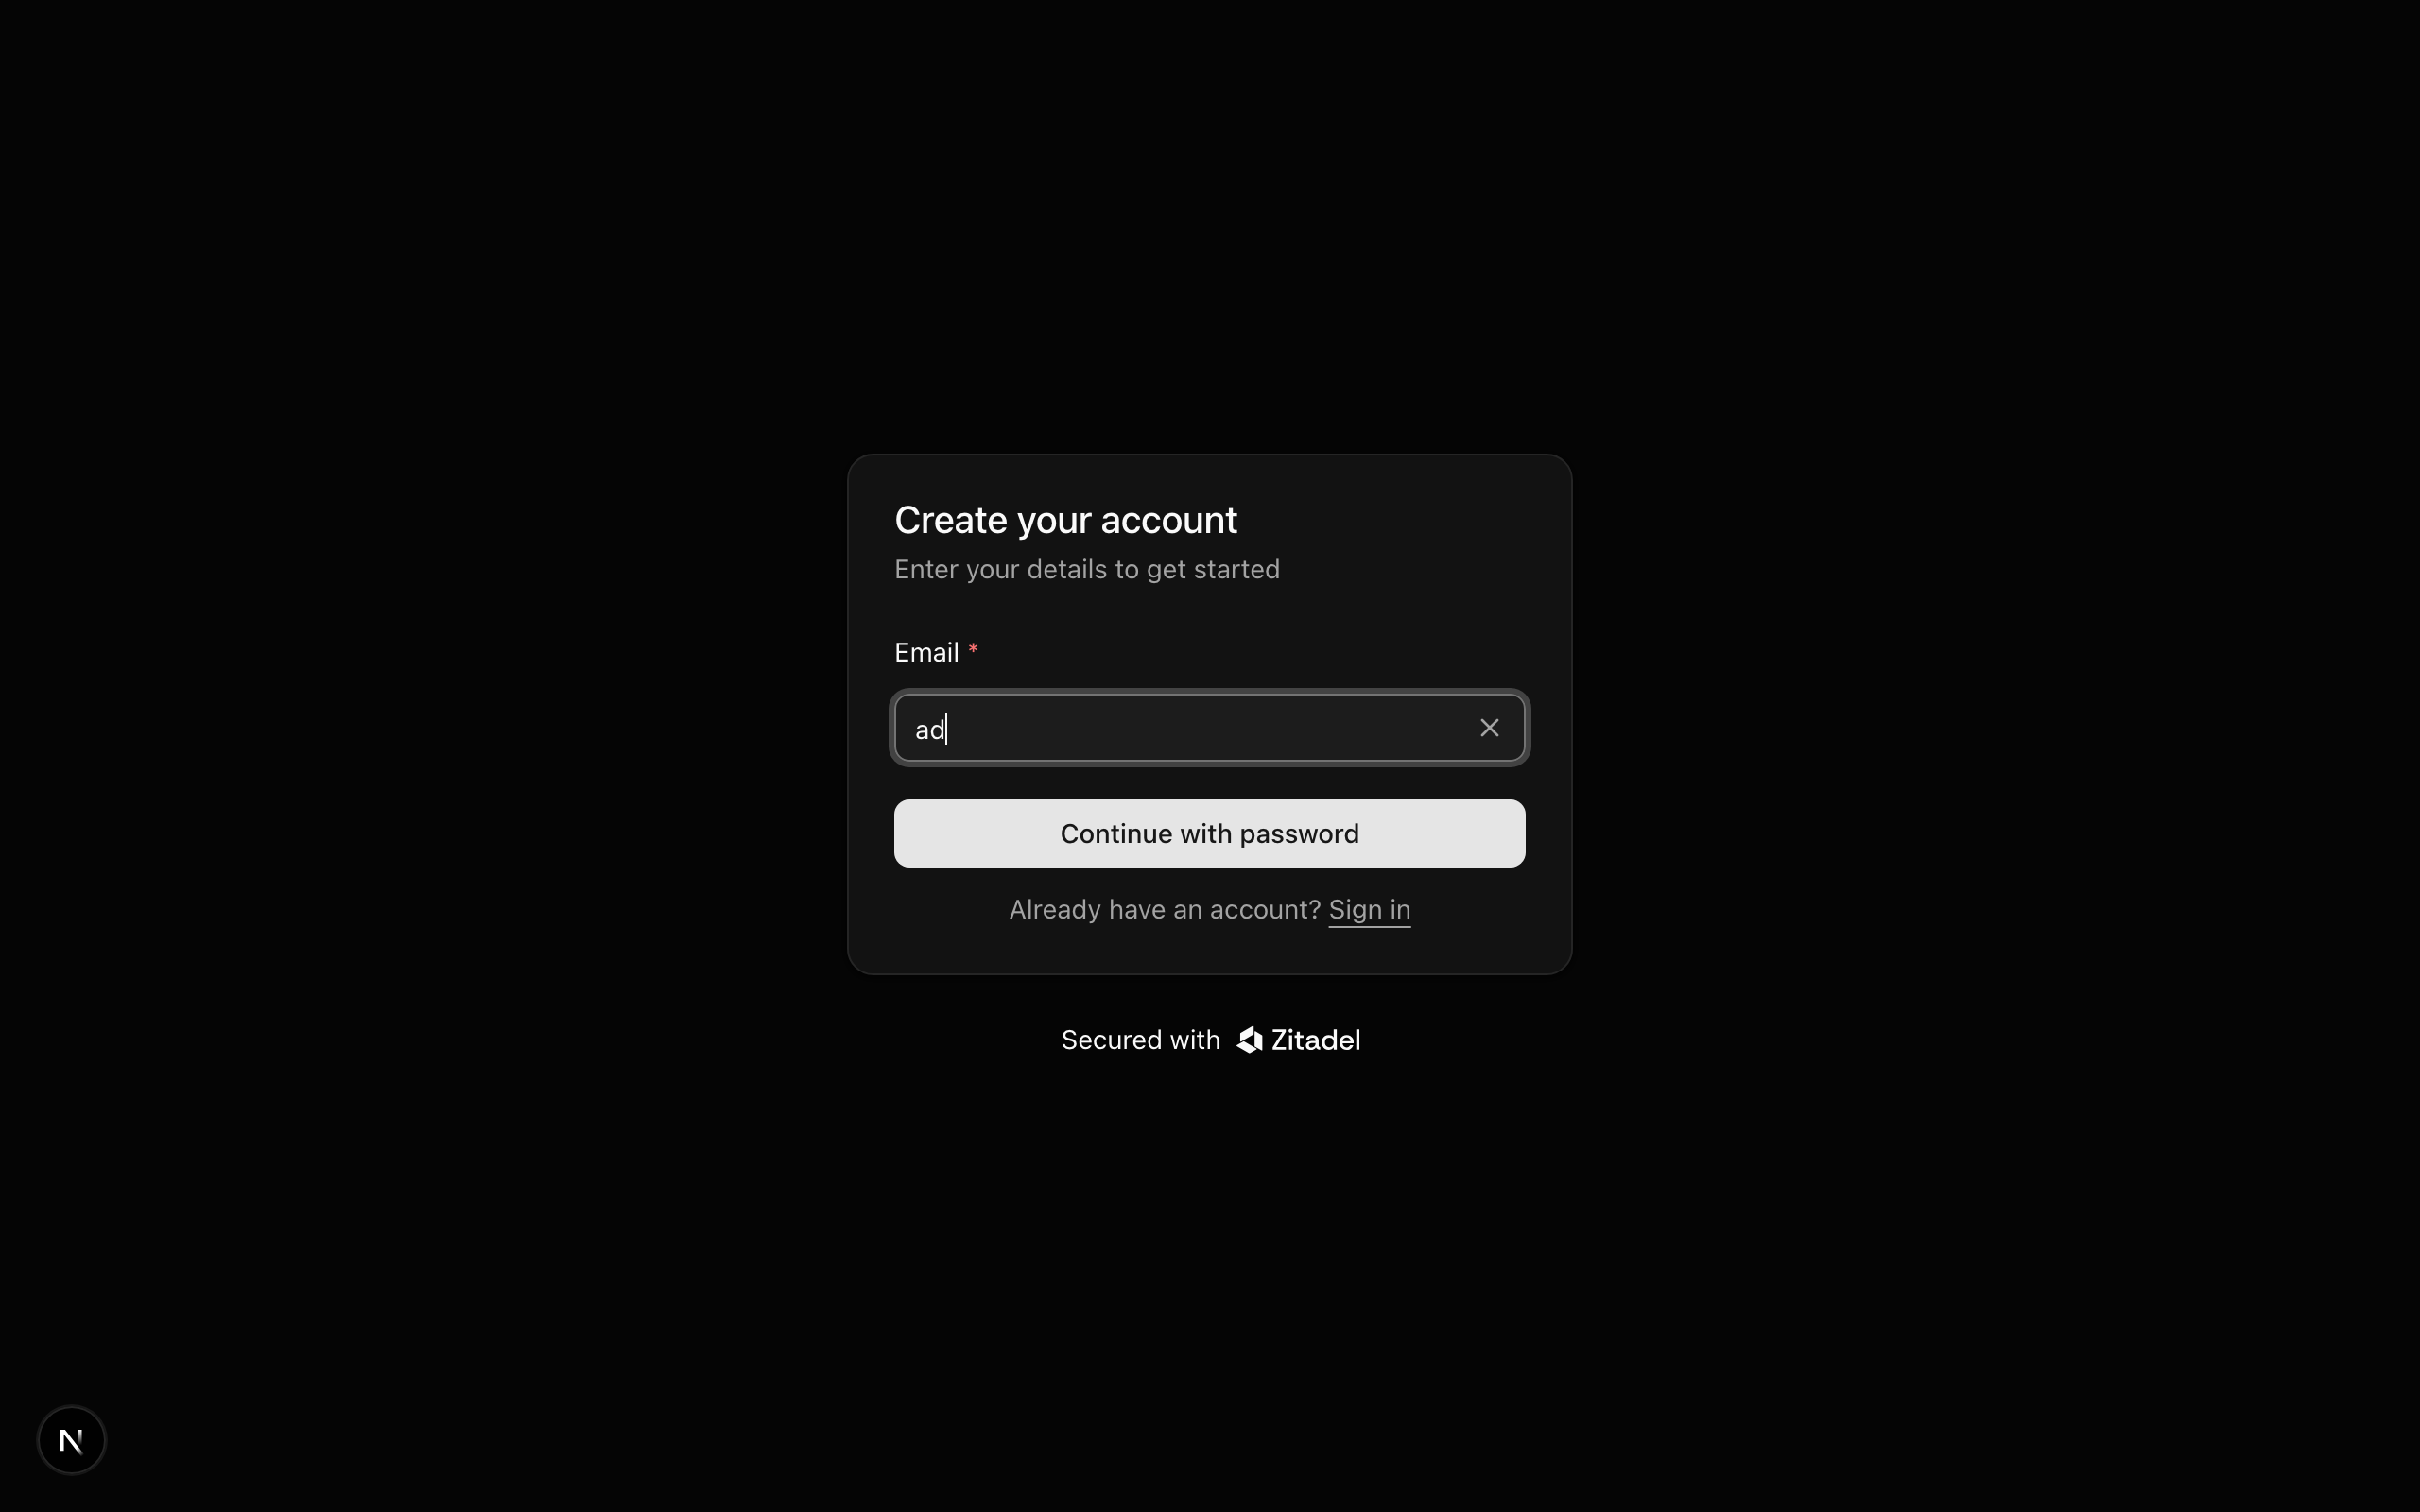 Create your account
Enter your details to get started
Email *
ad
Continue with password
Already have an account? Sign in
Secured with Zitadel
N